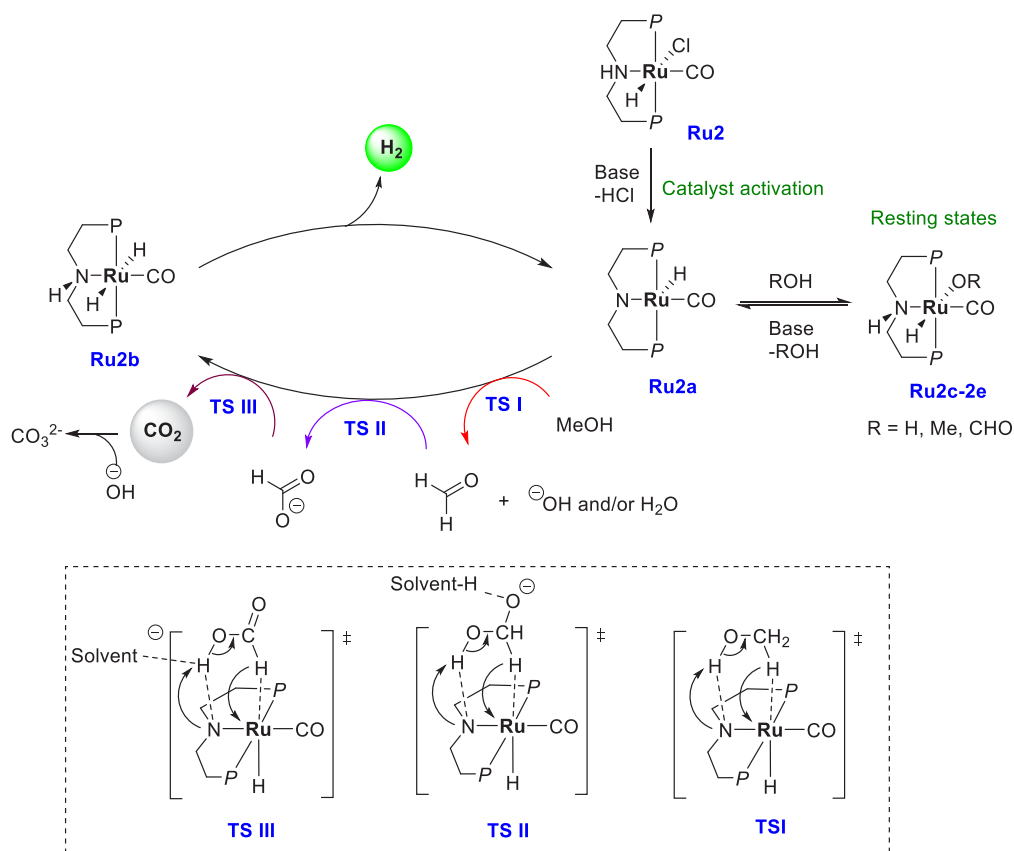 P
Cl
HN
Ru
CO
H
P
Ru2
H2
Base
-HCl
Catalyst activation
Resting states
P
H
N
Ru
CO
H
H
P
Ru2b
P
H
N
Ru
CO
P
Ru2a
ROH
Base
-ROH
P
OR
N
Ru
CO
H
H
P
Ru2c-2e
R = H, Me, CHO
TS III
TS II
TS I
MeOH
CO3 2-
CO2
⊖
OH
H
O
O
⊖
H
O
H
+
⊖OH and/or H2O
⊖
Solvent
O
O
C
H
H
P
N
Ru
CO
P
H
‡
TS III
Solvent-H
⊖
O
O
CH
H
H
P
N
Ru
CO
P
H
‡
TS II
O
CH2
H
H
P
N
Ru
CO
P
H
‡
TSI